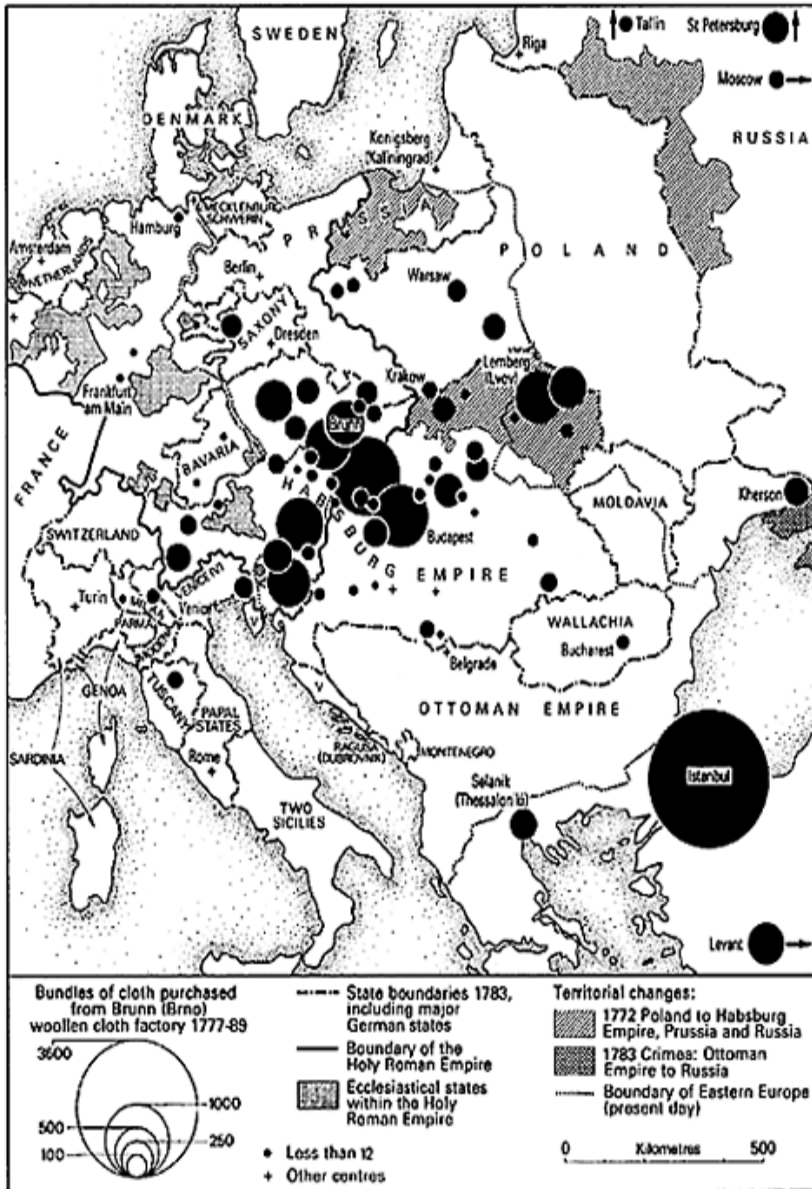 SWEDEN
Tallin
St Petersburg
Riga
Moscow
RUSSIA
DENMARK
Konigsberg
(Kaliningrad)
MECKLENBURG
SCHWERIN
Hamburg
PRUSSIA
POLAND
Amsterdam
NETHERLANDS
Berlin
Warsaw
SAXONY
Dresden
Krakow
Lemberg
(Lvov)
Frankfurt
am Main
Brunn
FRANCE
BAVARIA
MOLDAVIA
Kherson
HABSBURG EMPIRE
Budapest
SWITZERLAND
Turin
MILAN
PARMA
WALLACHIA
Bucharest
Belgrade
GENOA
TUSCANY
PAPAL
STATES
OTTOMAN EMPIRE
SARDINIA
RAGUSA
(DUBROVNIK)
MONTENEGRO
Rome
Istanbul
Selanik
TWO
SICILIES
Levant
Bundles of cloth purchased
from Brunn (Brno)
woollen cloth factory 1777-89
3600
1000
500
250
100
Less than 12
Other centres
State boundaries 1783,
including major
German states
Boundary of the
Holy Roman Empire
Ecclesiastical states
within the Holy
Roman Empire
Territorial changes:
1772 Poland to Habsburg
Empire, Prussia and Russia
1783 Crimea: Ottoman
Empire to Russia
Boundary of Eastern Europe
(present day)
0 Kilometres 500